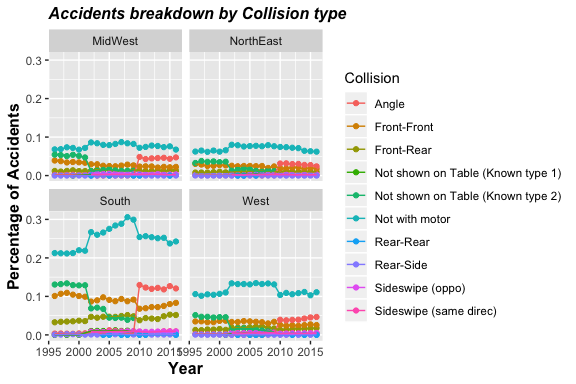 Accidents breakdown by Collision type
MidWest
NorthEast
0.3
0.2
0.1
0.0
South
West
0.3
0.2
0.1
0.0
1995 2000 2005 2010 2015
1995 2000 2005 2010 2015
Percentage of Accidents
Year
Collision
Angle
Front-Front
Front-Rear
Not shown on Table (Known type 1)
Not shown on Table (Known type 2)
Not with motor
Rear-Rear
Rear-Side
Sideswipe (oppo)
Sideswipe (same direc)